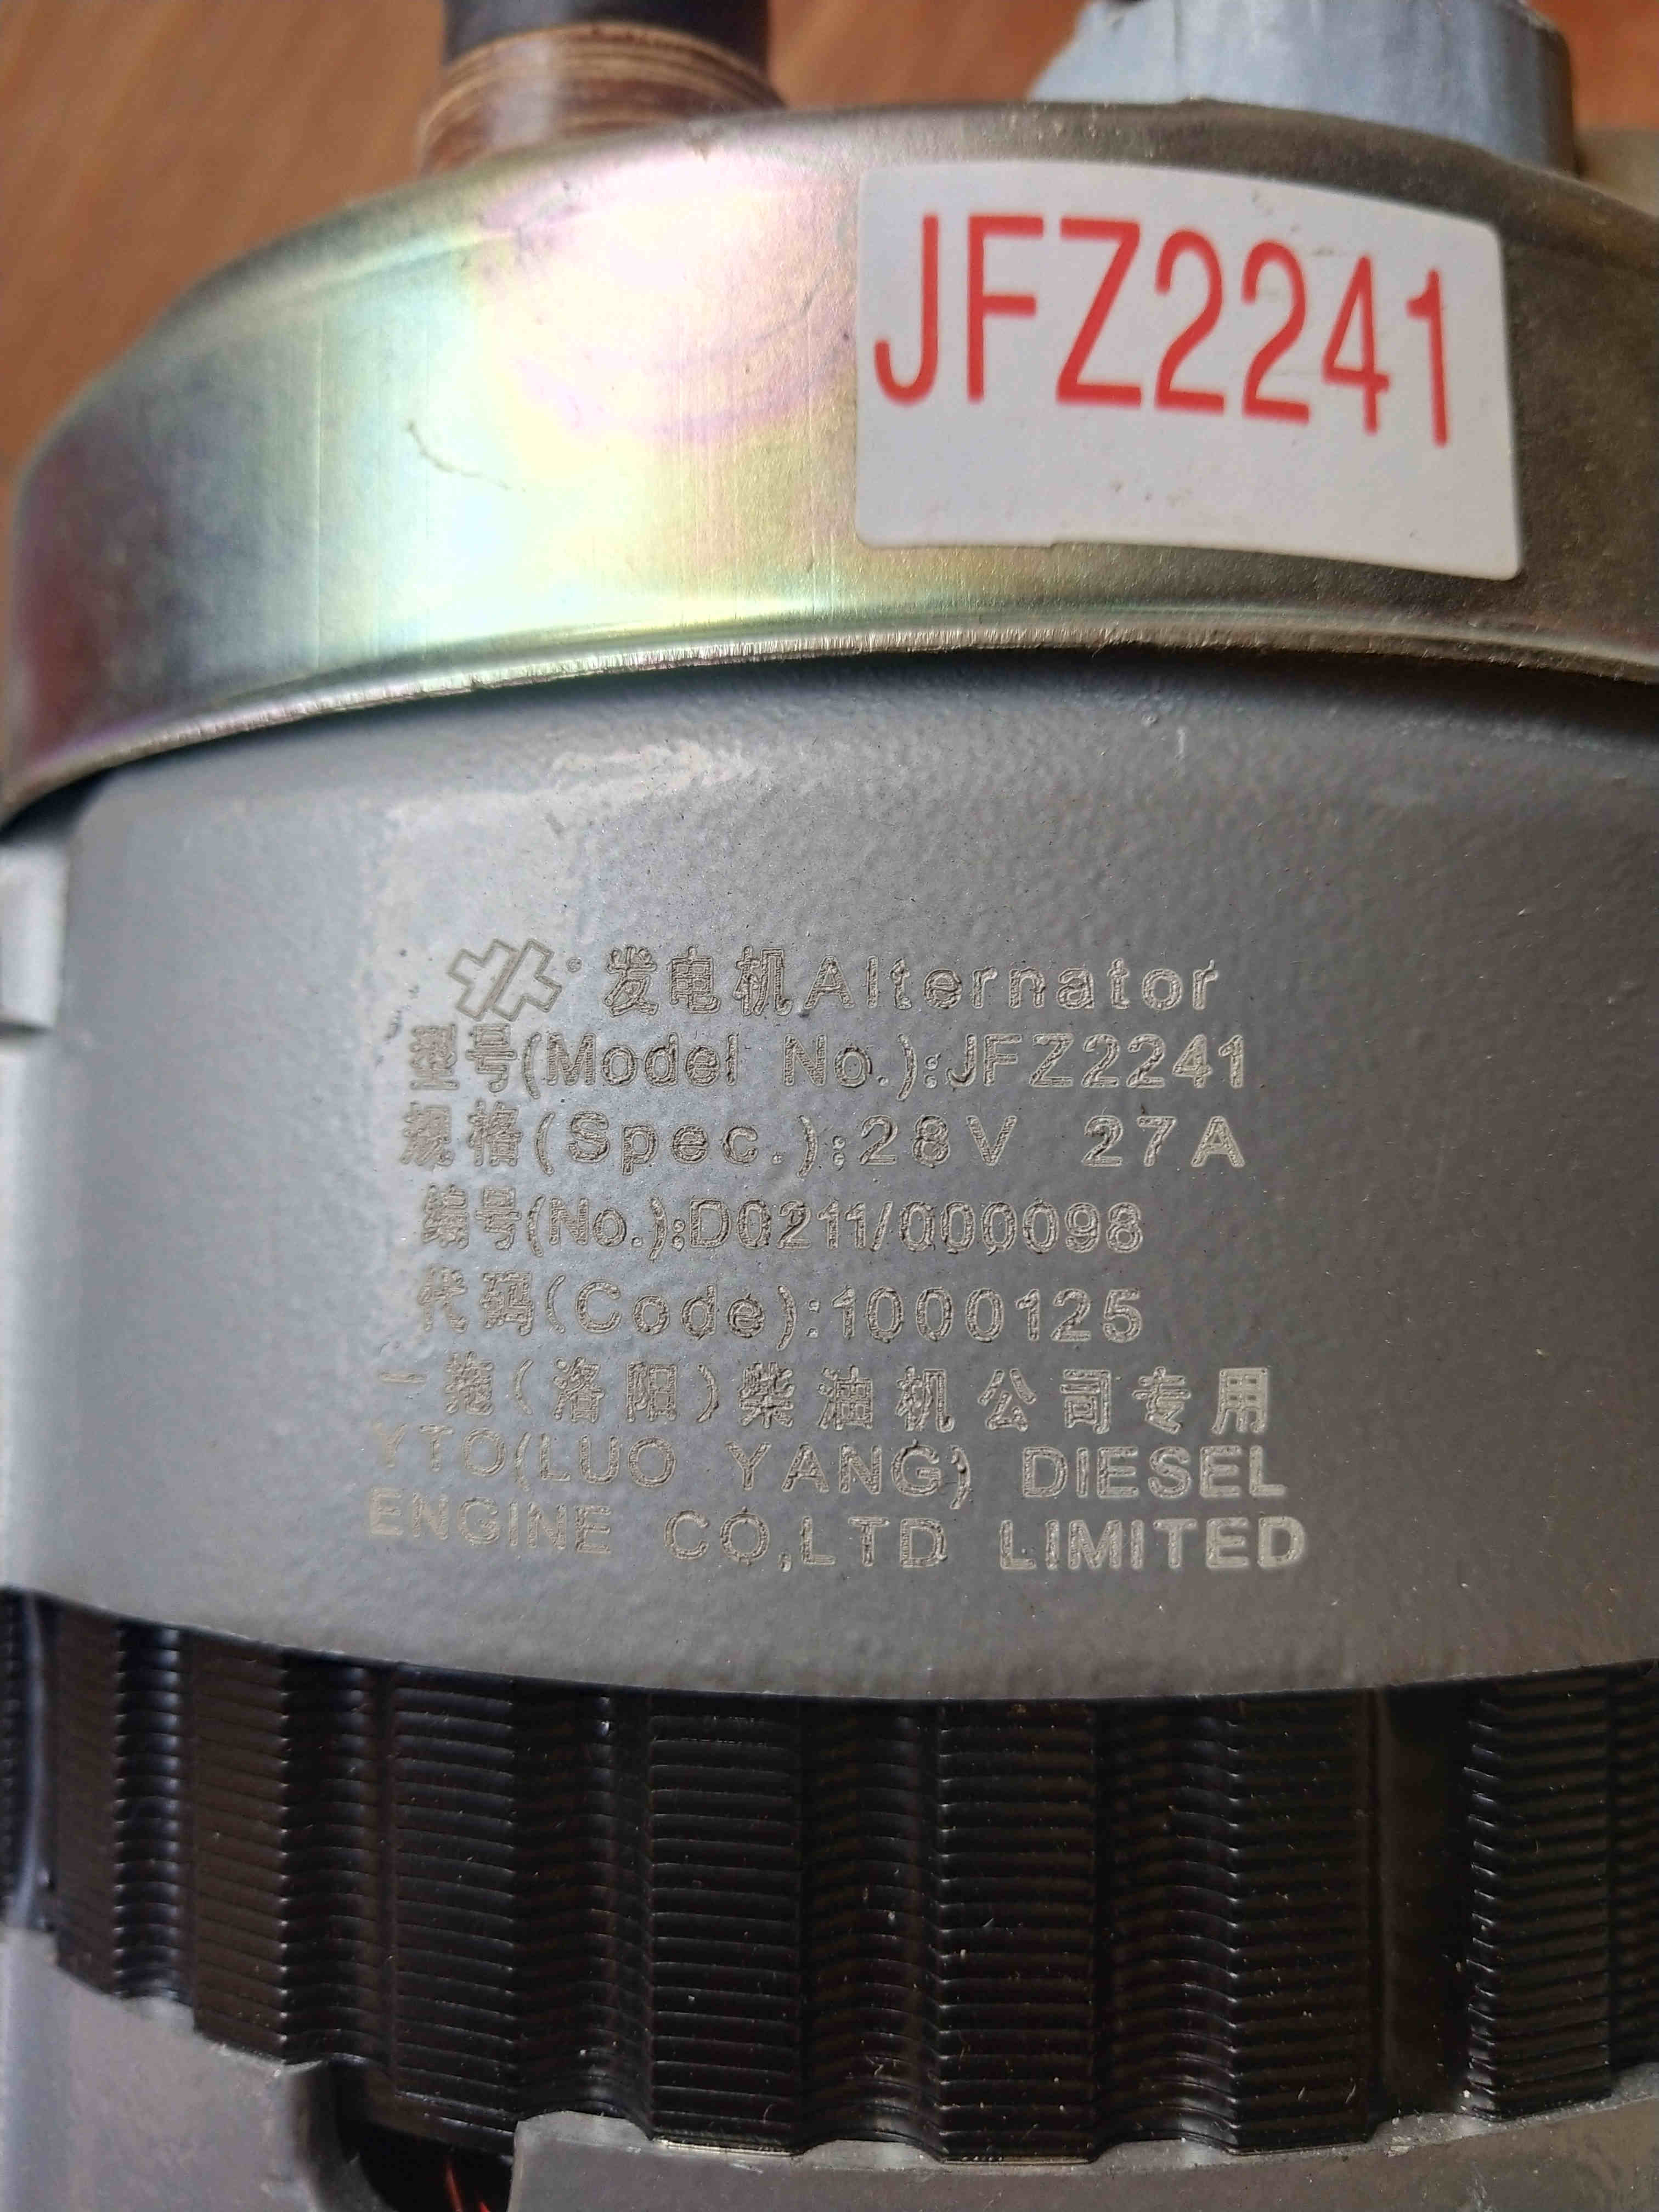 JFZ2241
发电机Alternator
型号(Model No.):JFZ2241
规格(Spec.):28V 27A
编号(No.):D0211/000098
代码(Code):1000125
一拖(洛阳)柴油机公司专用
YTO(LUO YANG) DIESEL
ENGINE CO,LTD LIMITED